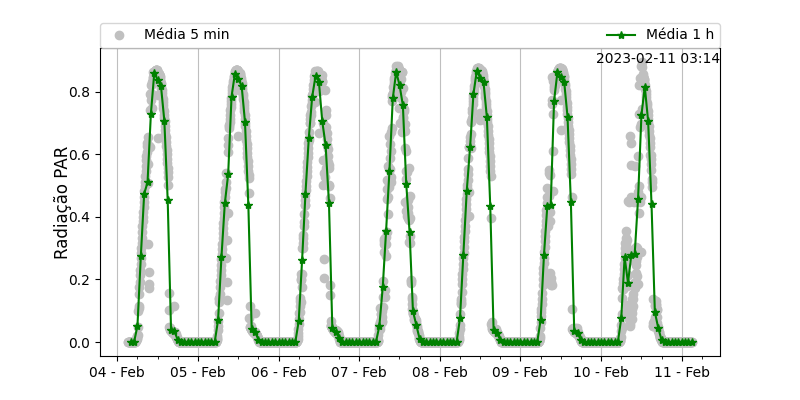 Média 5 min
Média 1 h
2023-02-11 03:14
Radiação PAR
0.8
0.6
0.4
0.2
0.0
04 - Feb
05 - Feb
06 - Feb
07 - Feb
08 - Feb
09 - Feb
10 - Feb
11 - Feb